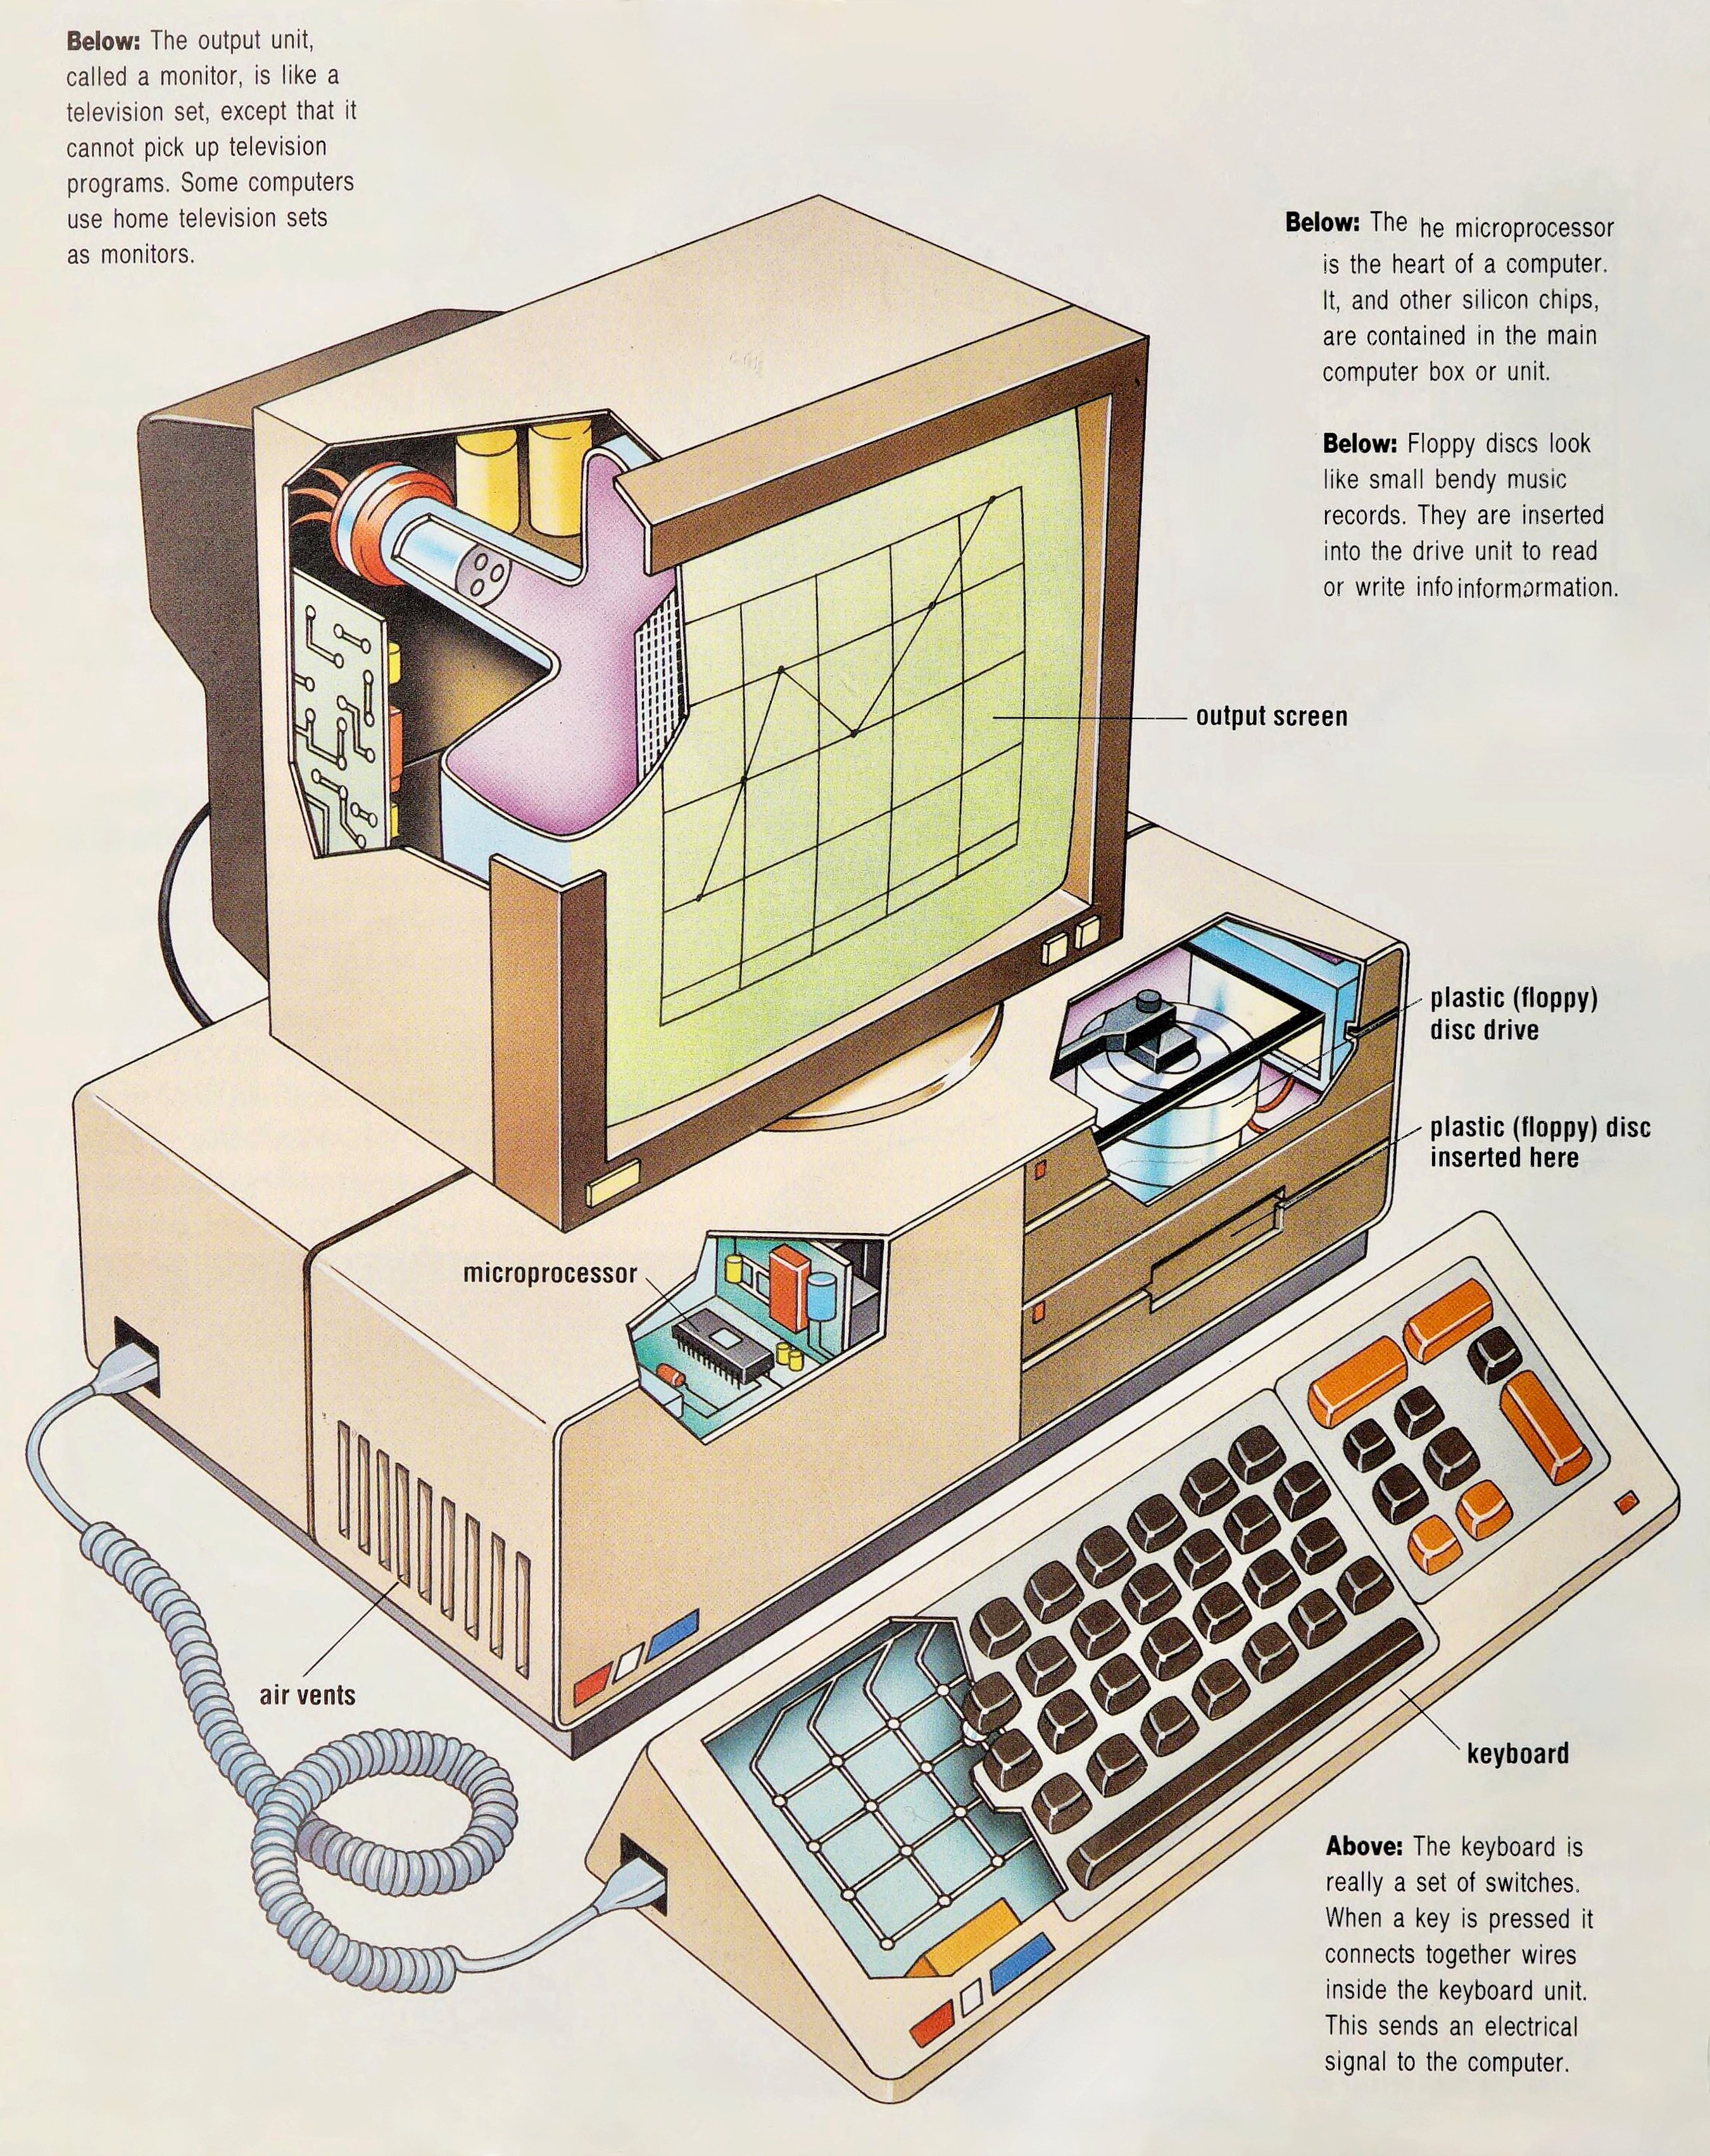 Below: The output unit,
called a monitor, is like a
television set, except that it
cannot pick up television
programs. Some computers
use home television sets
as monitors.
Below: The he microprocessor
is the heart of a computer.
It, and other silicon chips,
are contained in the main
computer box or unit.
Below: Floppy discs look
like small bendy music
records. They are inserted
into the drive unit to read
or write info informormation.
output screen
plastic (floppy)
disc drive
plastic (floppy) disc
inserted here
microprocessor
air vents
keyboard
Above: The keyboard is
really a set of switches.
When a key is pressed it
connects together wires
inside the keyboard unit.
This sends an electrical
signal to the computer.